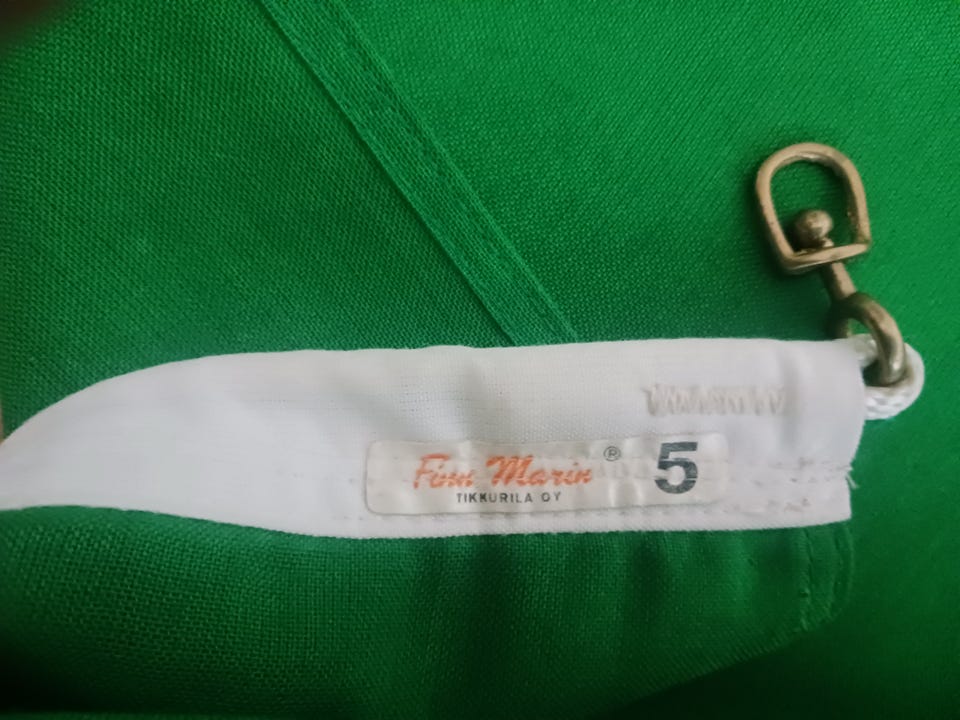 Finn Marin ® 5
TIKKURILA OY